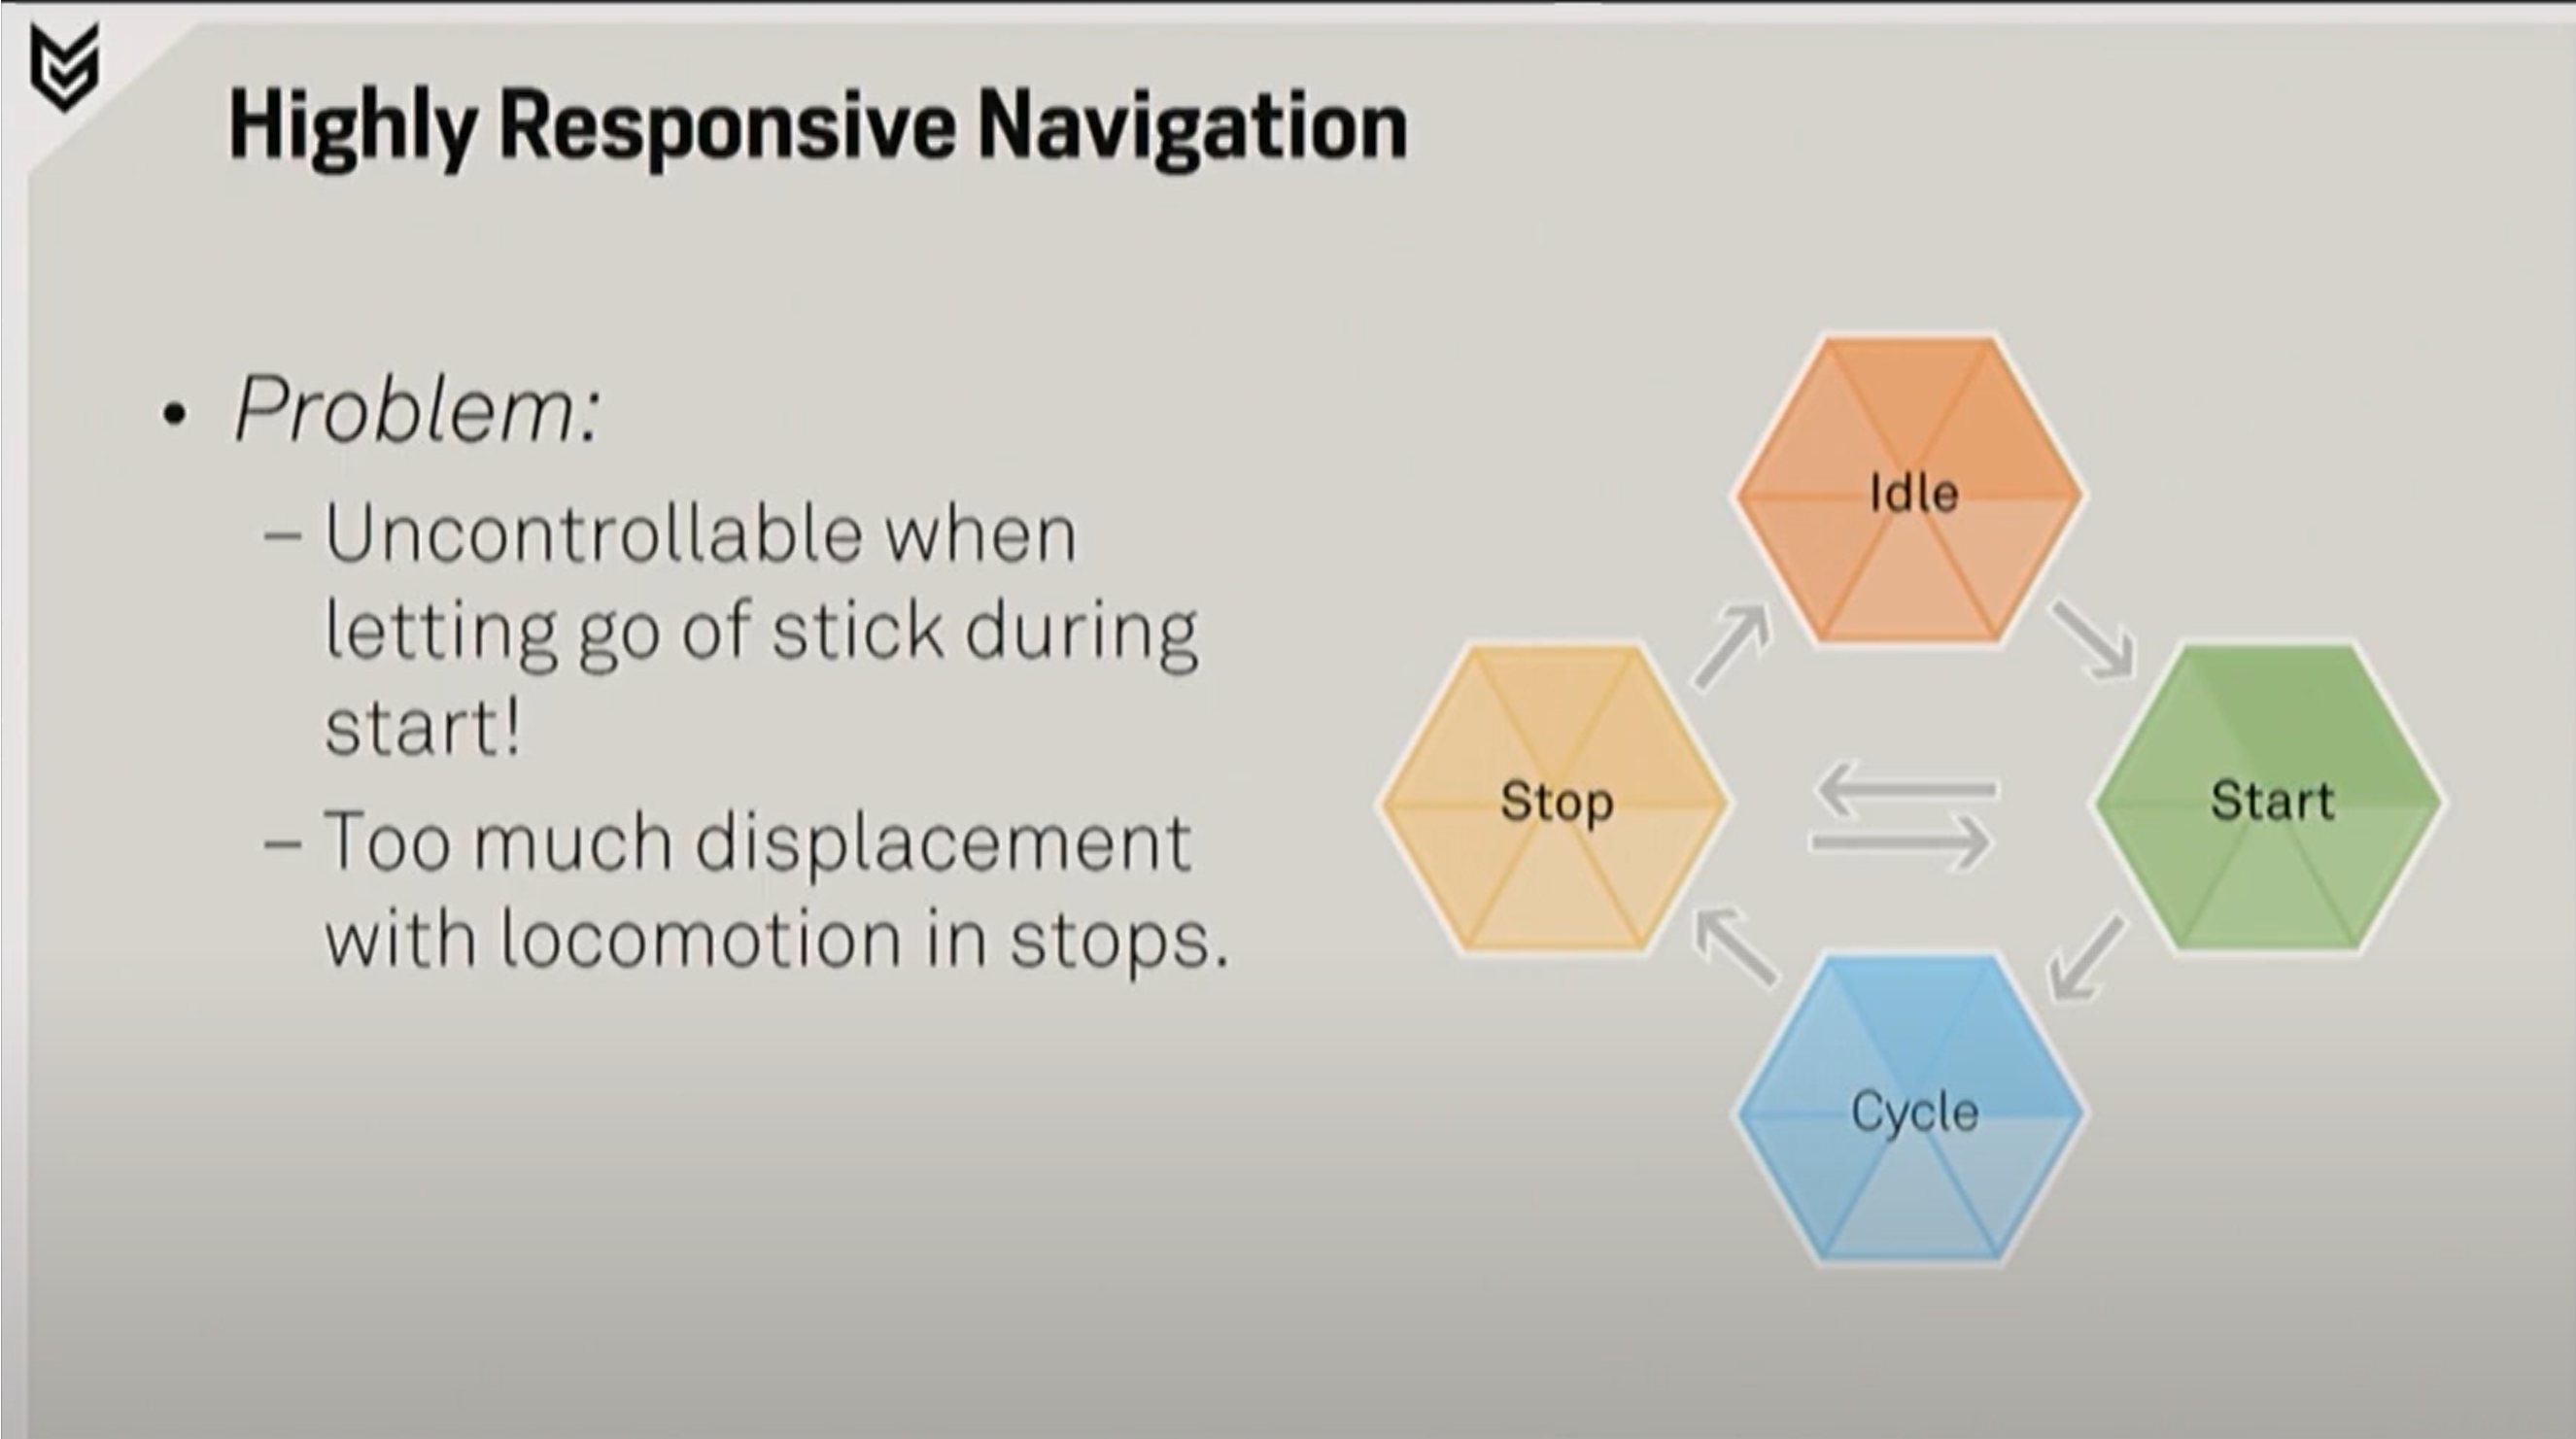 Highly Responsive Navigation
• Problem:
– Uncontrollable when
letting go of stick during
start!
– Too much displacement
with locomotion in stops.
Idle
Stop
Start
Cycle